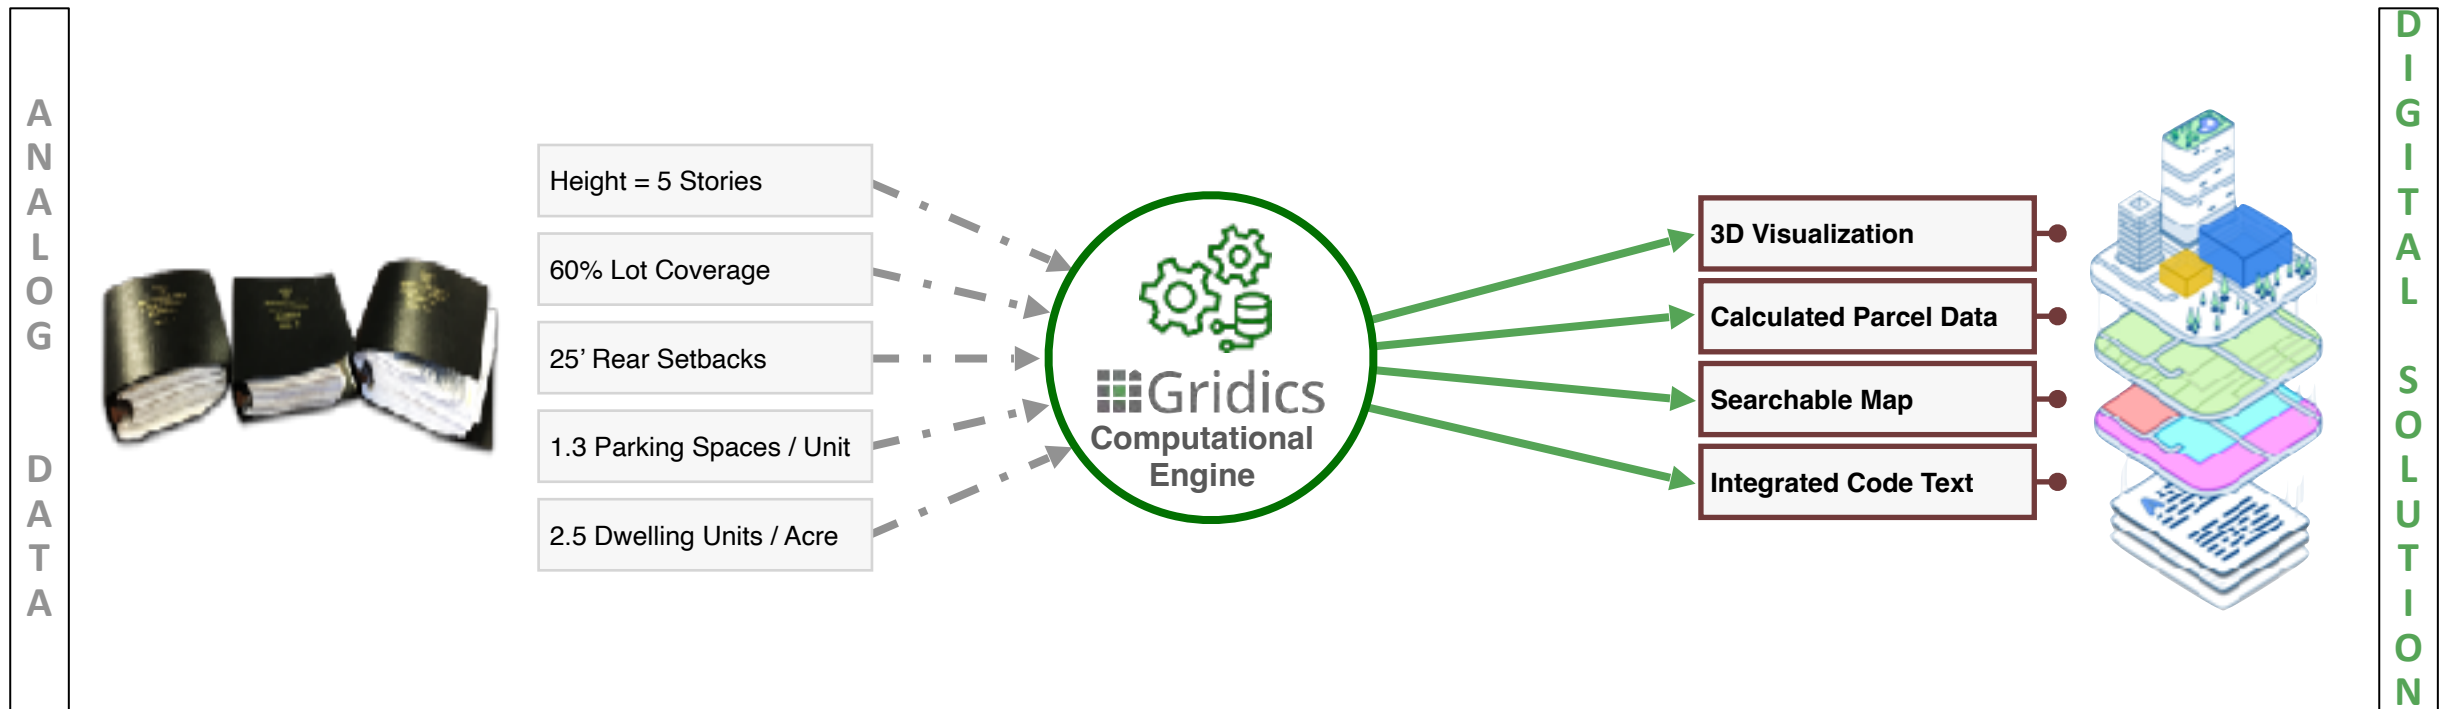 ANALOG DATA
Height = 5 Stories
60% Lot Coverage
25’ Rear Setbacks
1.3 Parking Spaces / Unit
2.5 Dwelling Units / Acre
Gridics
Computational
Engine
3D Visualization
Calculated Parcel Data
Searchable Map
Integrated Code Text
DIGITAL SOLUTION